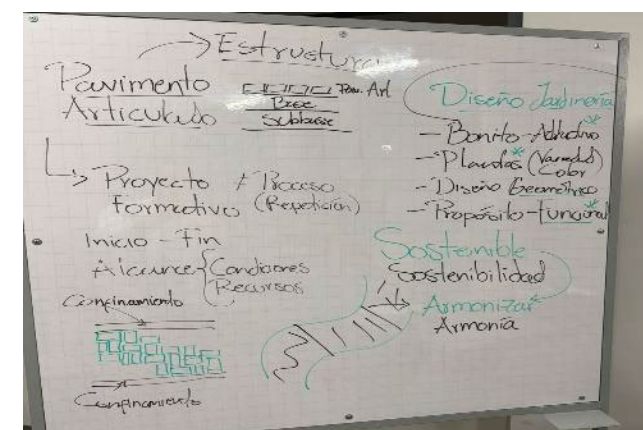 Estructura
Pavimento
Articulado
Pav. Art
Base
Subbase
Proyecto ≠ Proceso
formativo (Repetición)
Inicio - Fin
Alcance { Condiciones
Recursos
Confinamiento
Confinamiento
Diseño Jardinería
- Bonito - Atractivo*
- Plantas* (Variedad)
Color
- Diseño Geométrico
- Propósito - funcional*
Sostenible
Sostenibilidad
Armonizar
Armonía